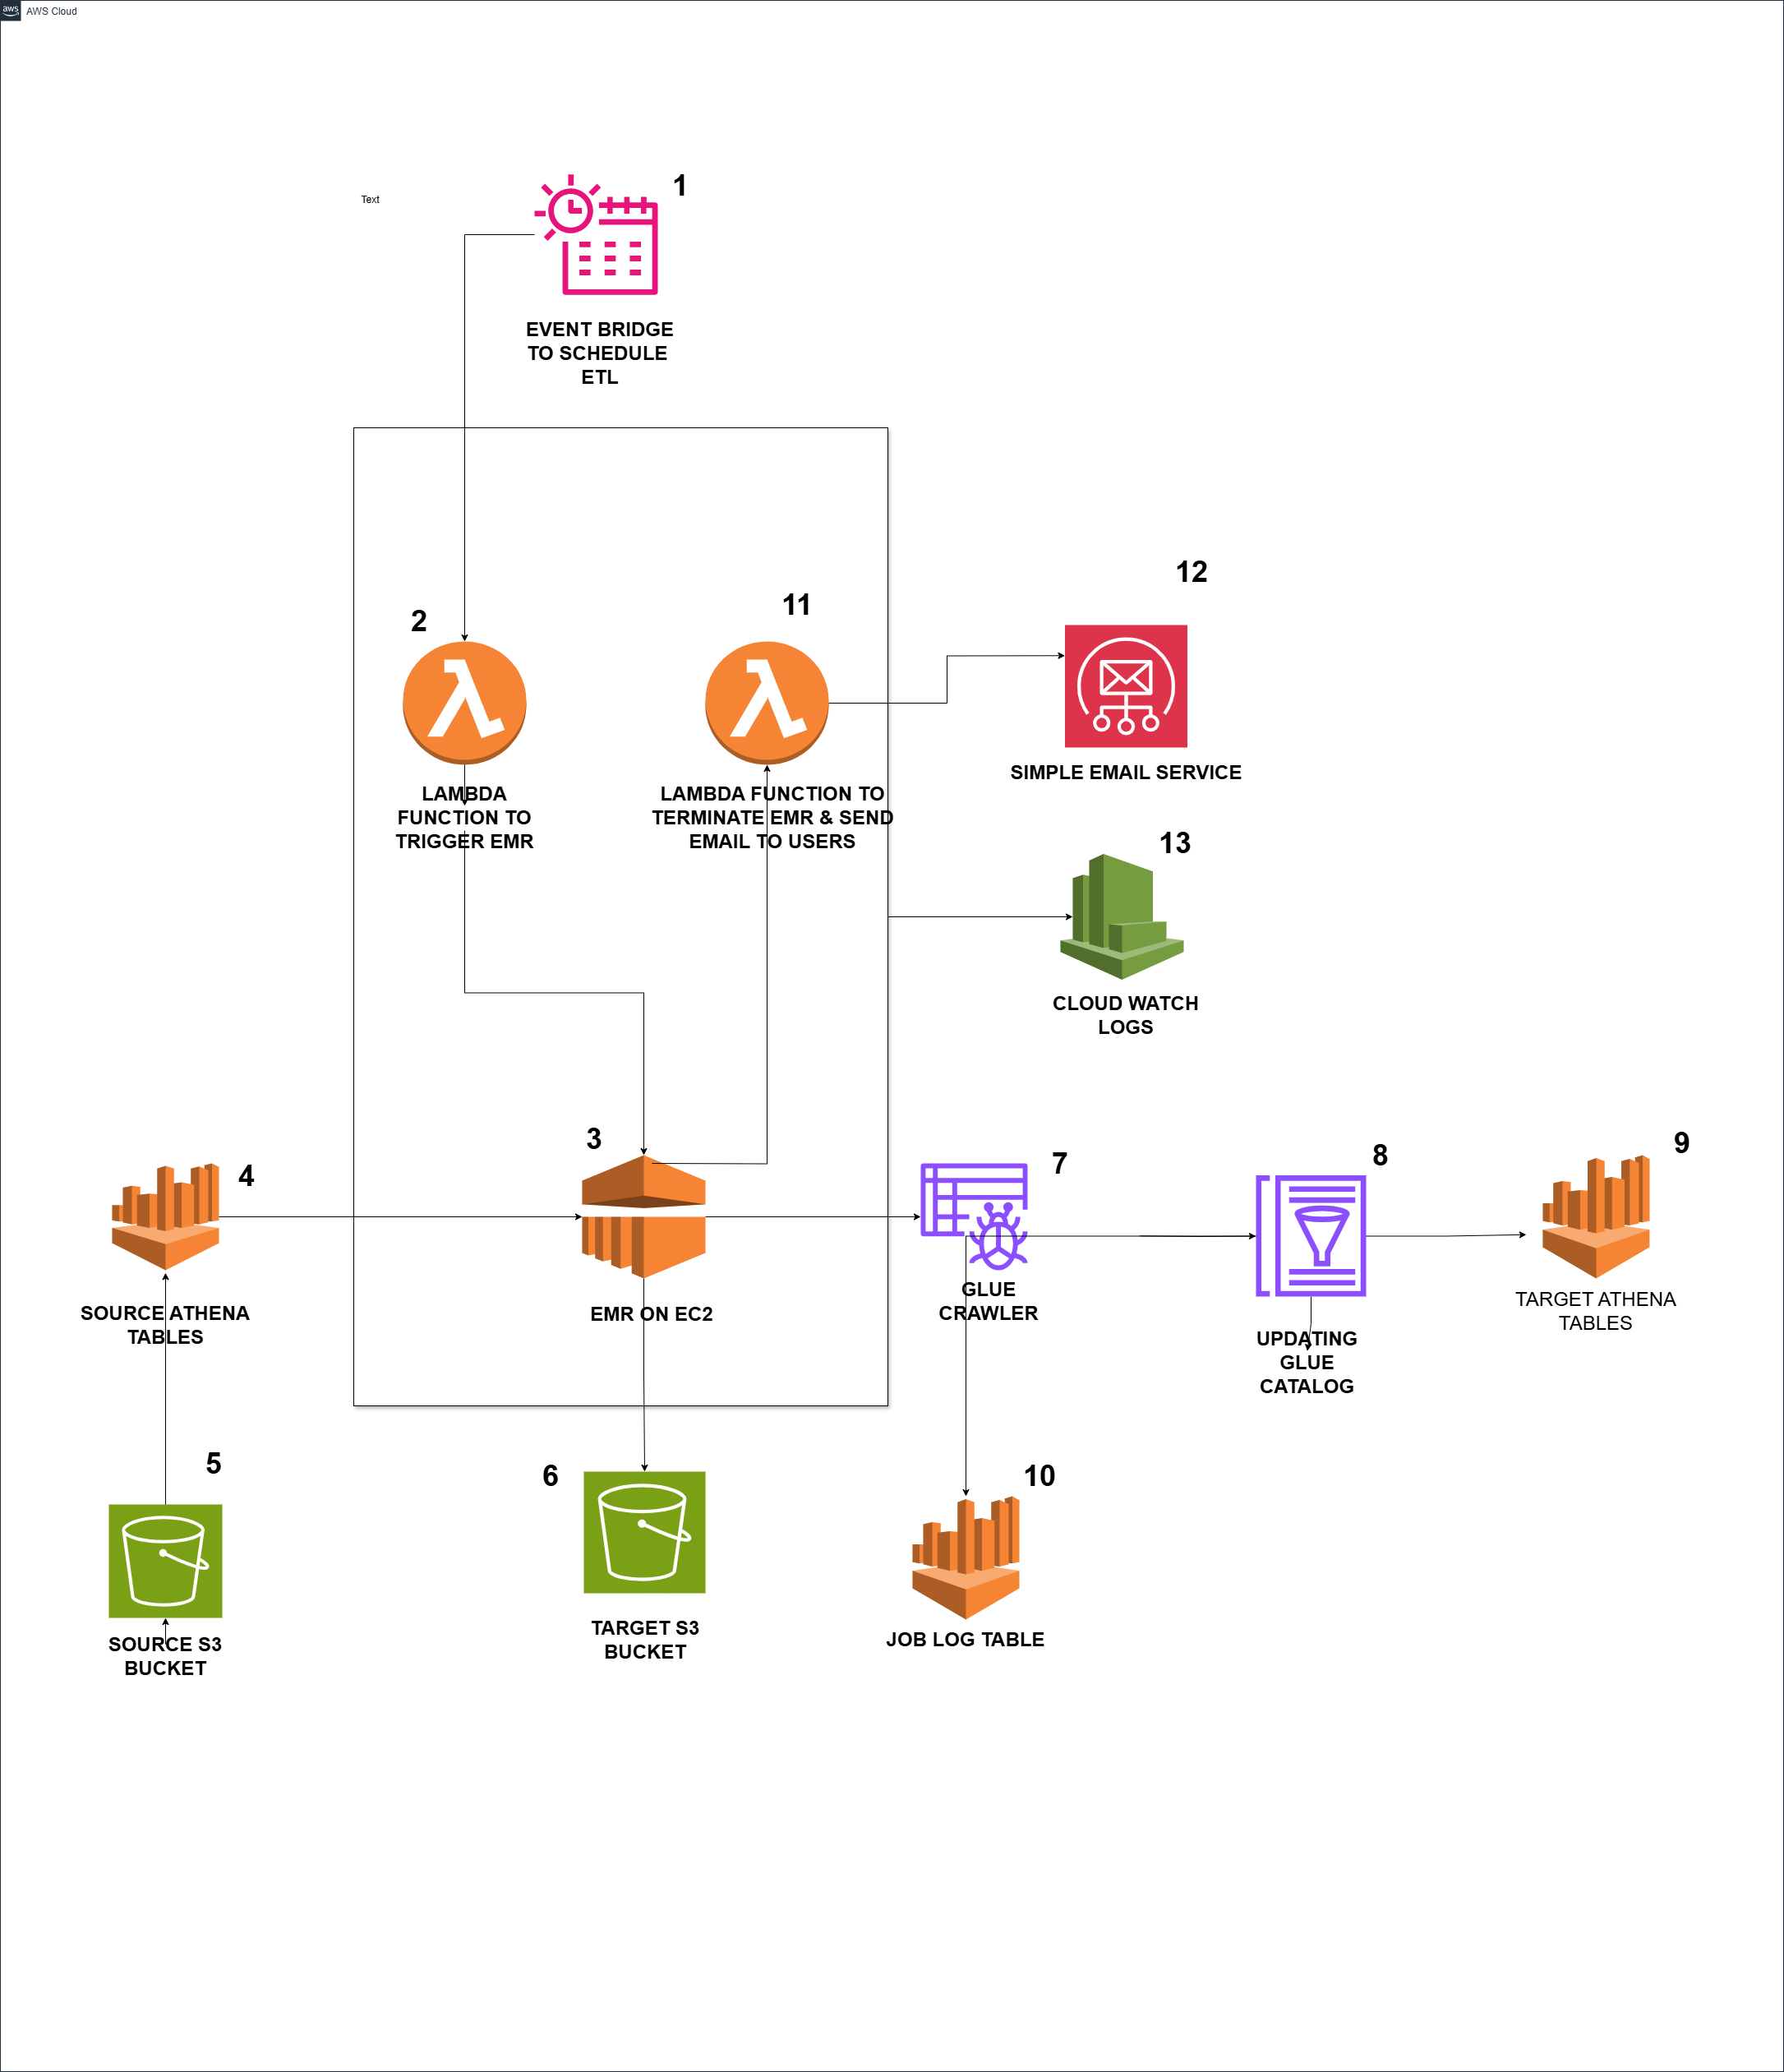 aws
AWS Cloud
Text
1
EVENT BRIDGE
TO SCHEDULE
ETL
2
LAMBDA
FUNCTION TO
TRIGGER EMR
11
LAMBDA FUNCTION TO
TERMINATE EMR & SEND
EMAIL TO USERS
12
SIMPLE EMAIL SERVICE
13
CLOUD WATCH
LOGS
4
SOURCE ATHENA
TABLES
3
EMR ON EC2
7
GLUE
CRAWLER
8
UPDATING
GLUE
CATALOG
9
TARGET ATHENA
TABLES
5
SOURCE S3
BUCKET
6
TARGET S3
BUCKET
10
JOB LOG TABLE